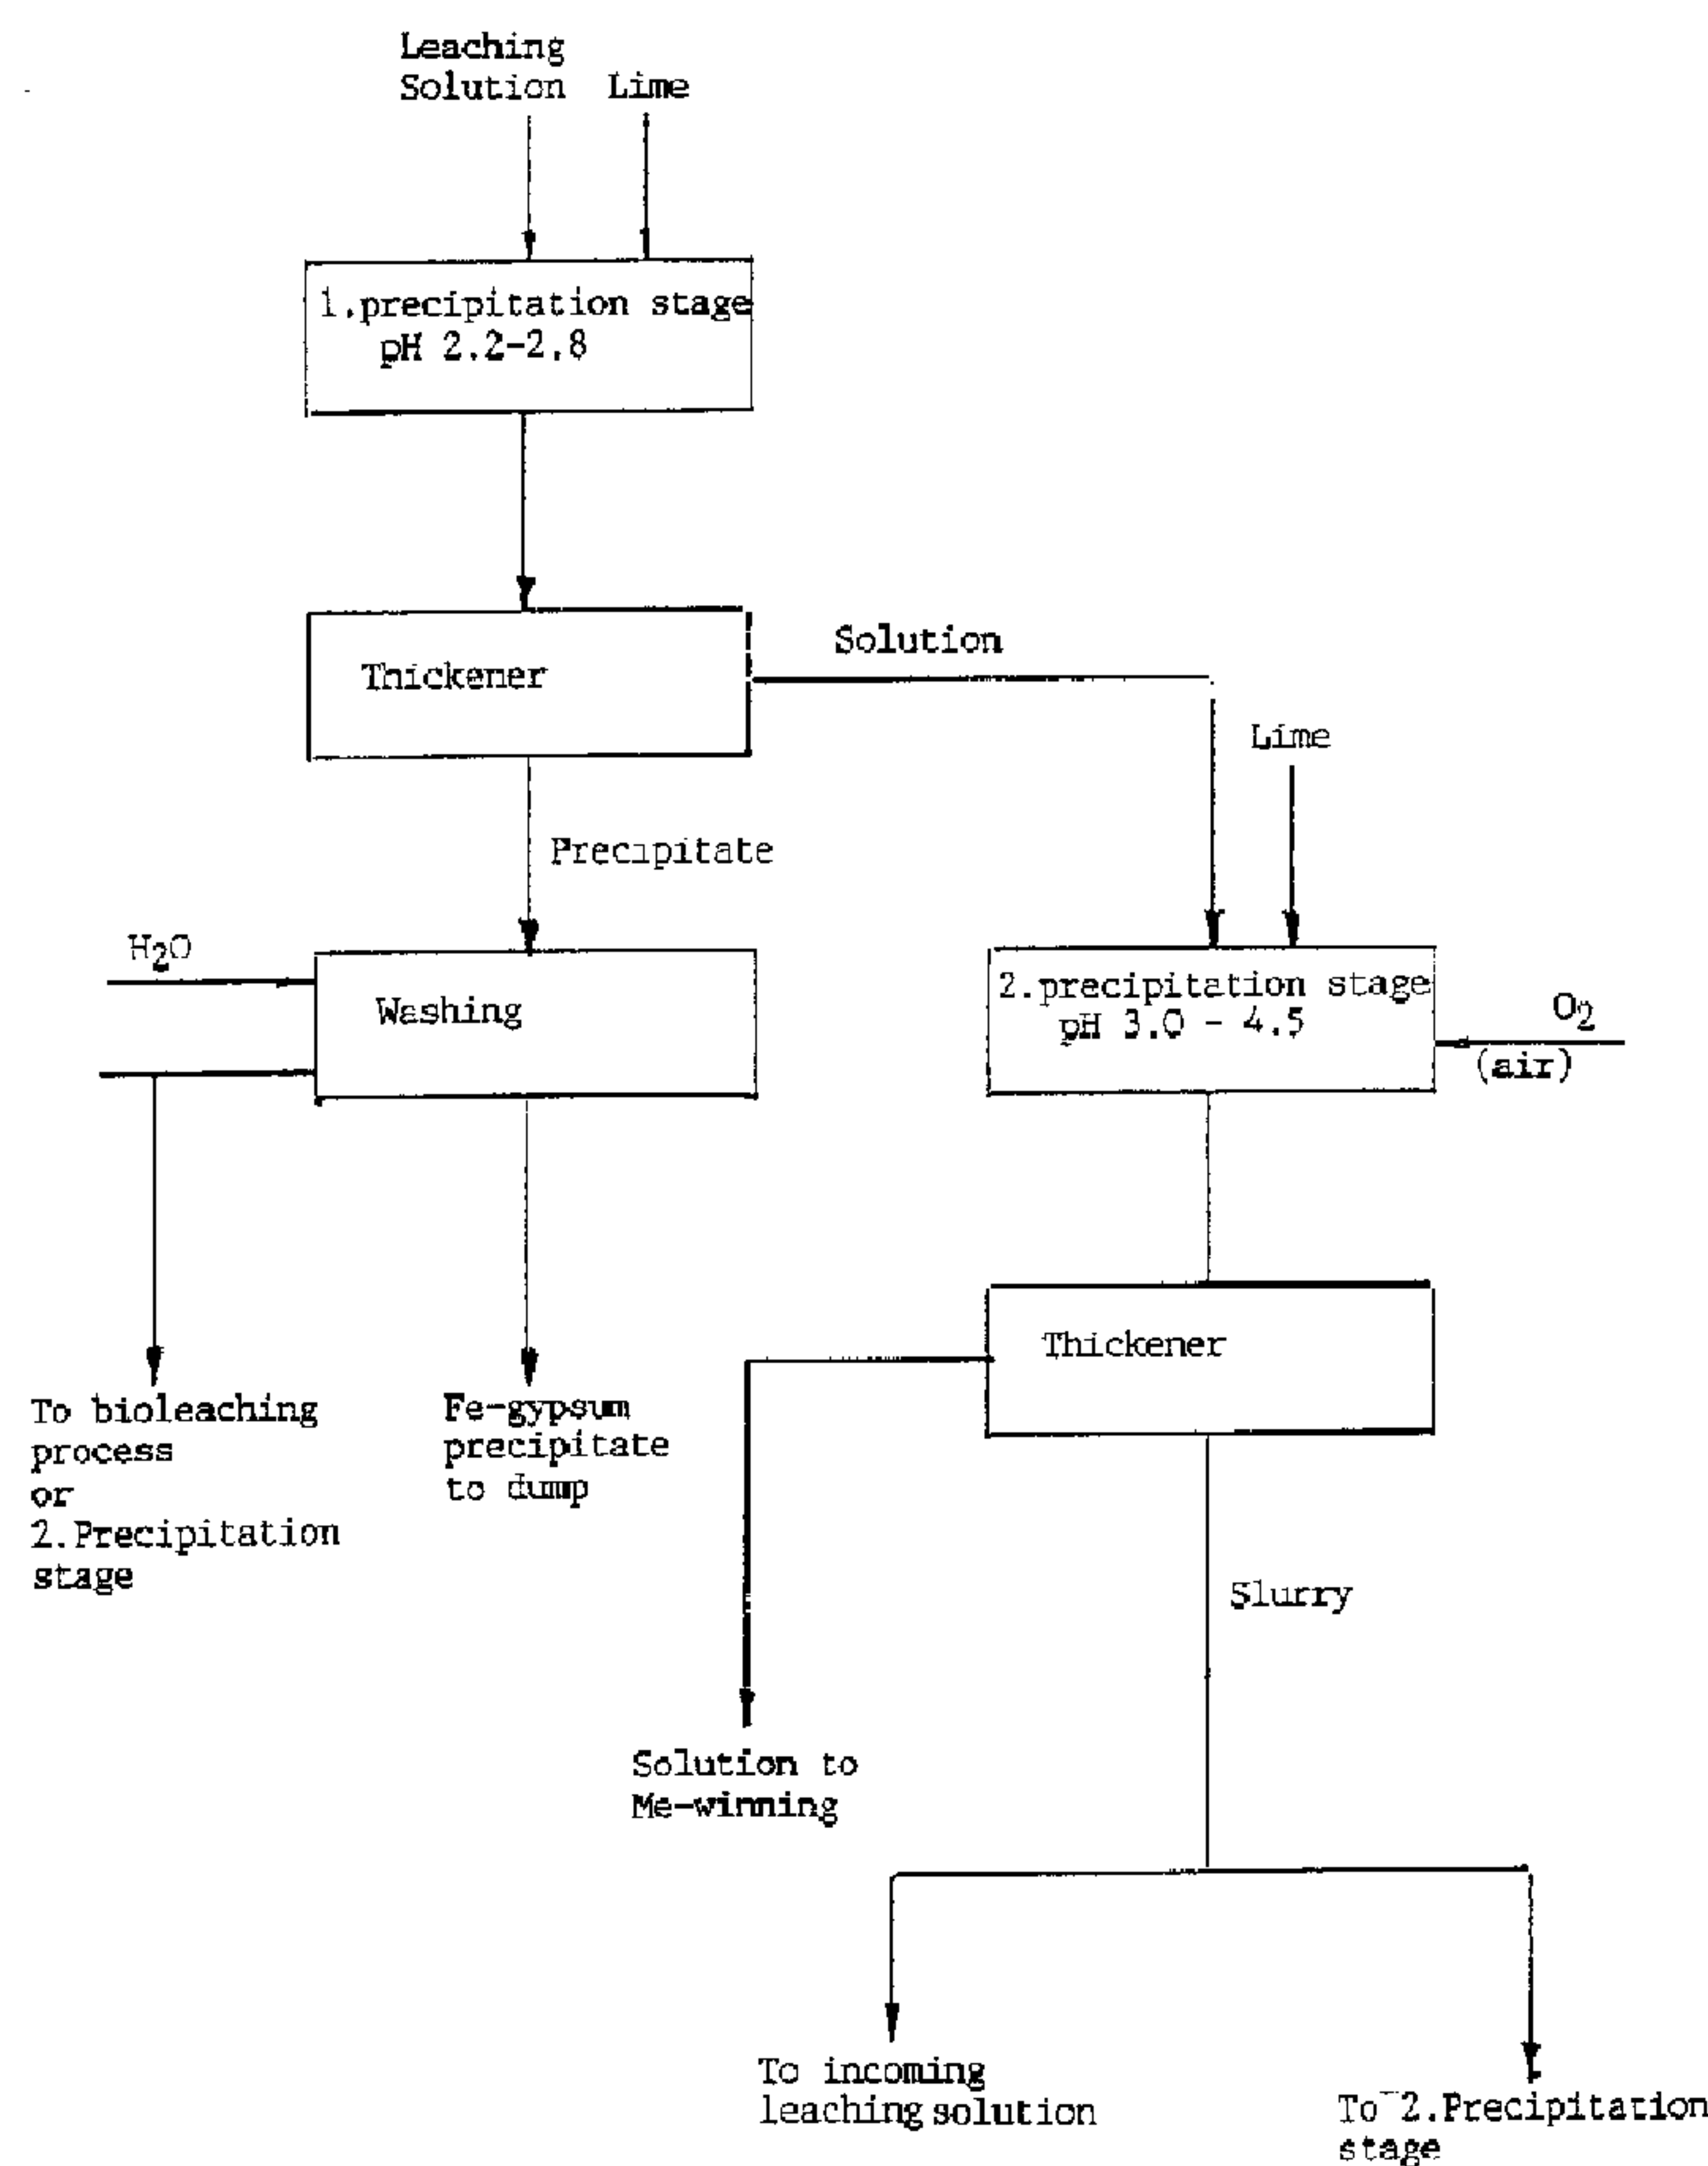 Leaching
Solution Lime
1.precipitation stage
pH 2.2-2.8
Thickener
Solution
Lime
Precipitate
H2O
Washing
2.precipitation stage
pH 3.0 - 4.5
O2
(air)
Thickener
To bioleaching
process
or
2.Precipitation
stage
Fe-gypsum
precipitate
to dump
Slurry
Solution to
Me-winning
To incoming
leaching solution
To 2.Precipitation
stage